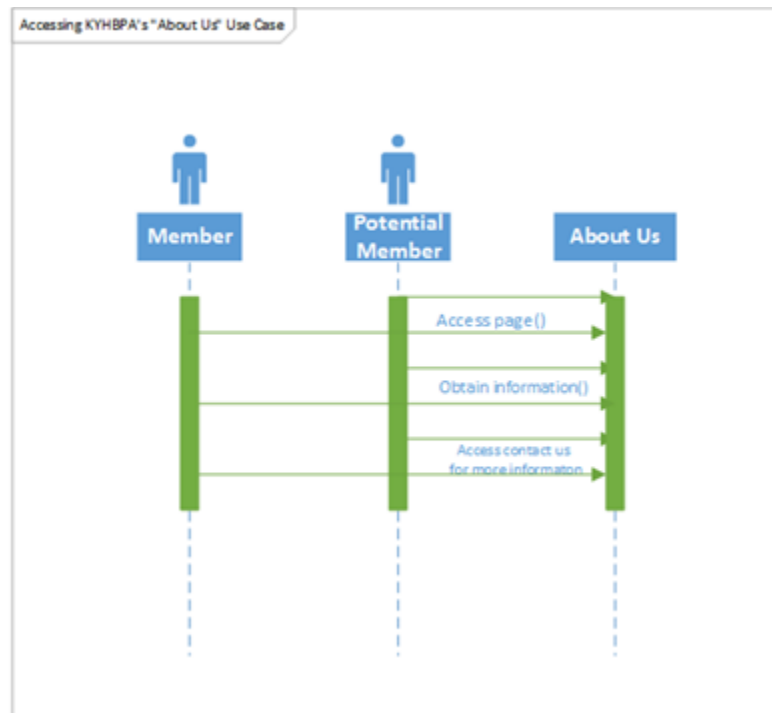 Accessing KYHBPA's "About Us" Use Case
Member
Potential
Member
About Us
Access page()
Obtain information()
Access contact us
for more informaton